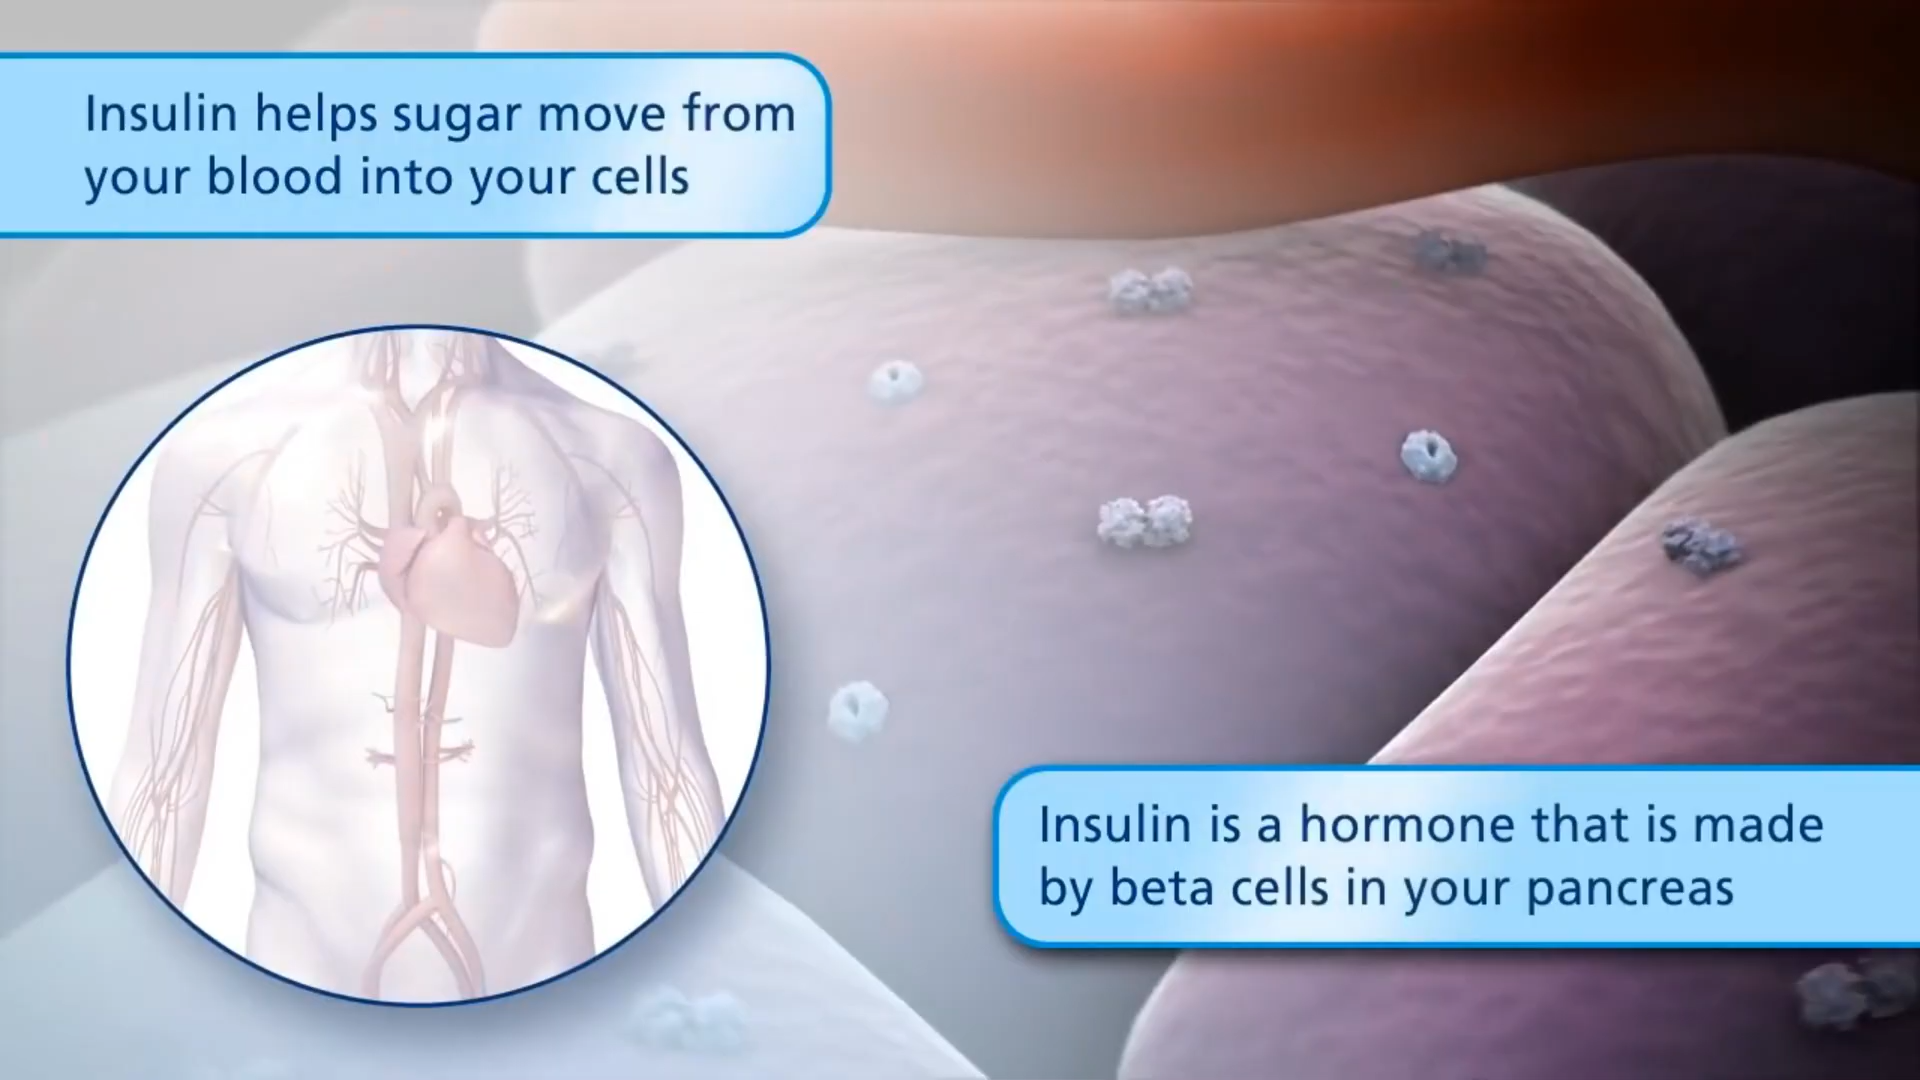 Insulin helps sugar move from
your blood into your cells
Insulin is a hormone that is made
by beta cells in your pancreas